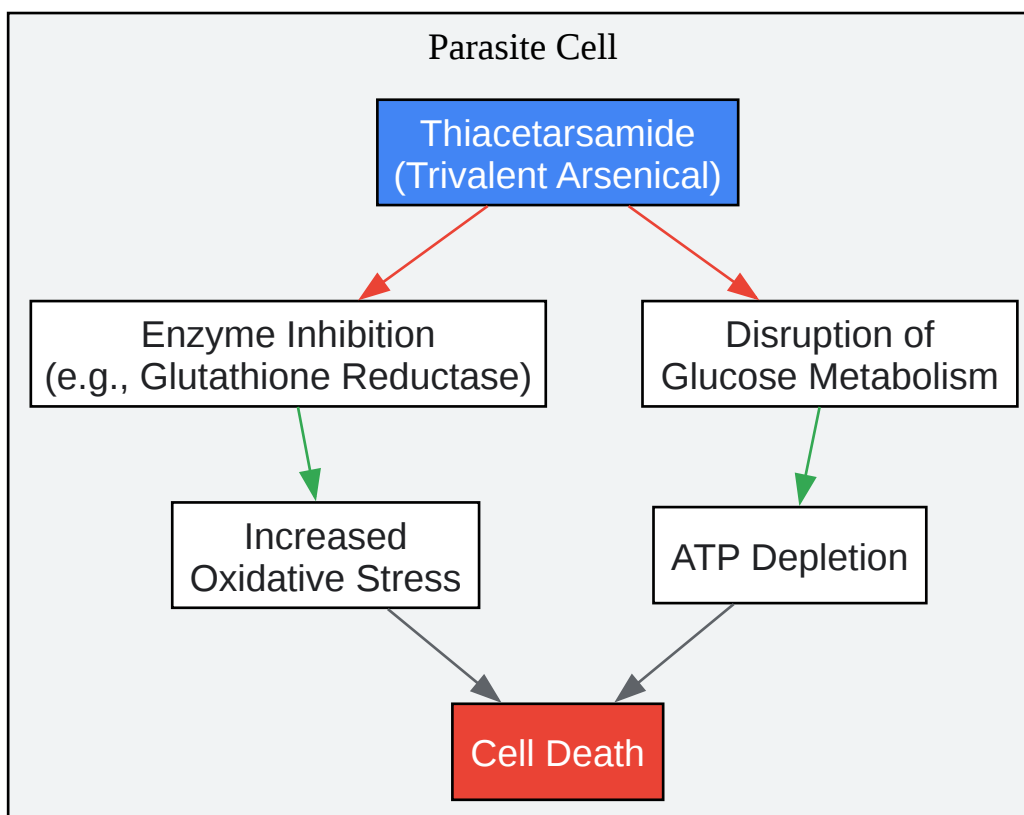 Parasite Cell
Thiacetarsamide
(Trivalent Arsenical)
Enzyme Inhibition
(e.g., Glutathione Reductase)
Disruption of
Glucose Metabolism
Increased
Oxidative Stress
ATP Depletion
Cell Death